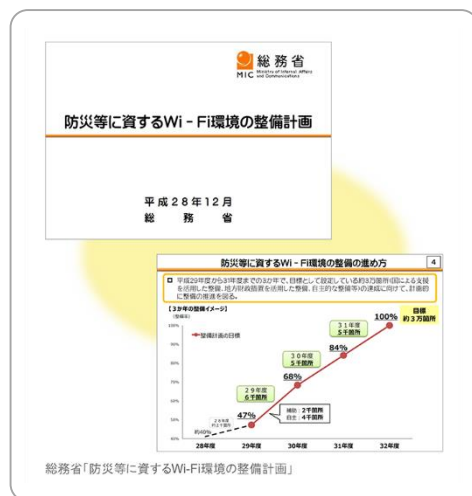 総務省
MIC Ministry of Internal Affairs
and Communications
防災等に資するWi‐Fi環境の整備計画
平成28年12月
総務省
防災等に資するWi‐Fi環境の整備の進め方
4
平成29年度から31年度までの3か年で、目標として設定している約3万箇所(国による支援
を活用した整備、地方財政措置を活用した整備、自主的な整備等)の達成に向けて、計画的
に整備の推進を図る。
【3か年の整備イメージ】
(整備率)
目標
約3万箇所
100%
100%
整備計画の目標
31年度
5千箇所
90%
84%
30年度
5千箇所
80%
68%
70%
29年度
6千箇所
60%
47%
補助:2千箇所
自主:4千箇所
50%
約40%
40%
28年度
29年度
30年度
31年度
32年度
総務省「防災等に資するWi-Fi環境の整備計画」